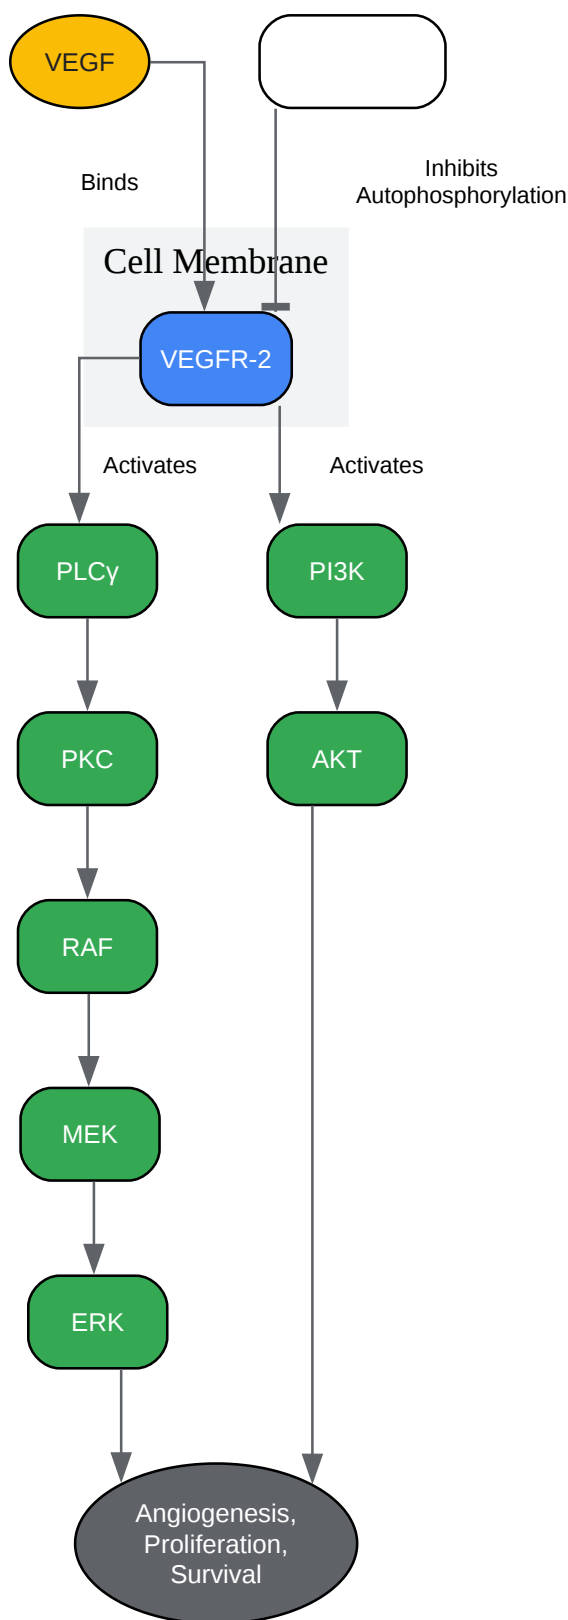 VEGF
Binds
Inhibits
Autophosphorylation
Cell Membrane
VEGFR-2
Activates
Activates
PLCγ
PI3K
PKC
AKT
RAF
MEK
ERK
Angiogenesis,
Proliferation,
Survival